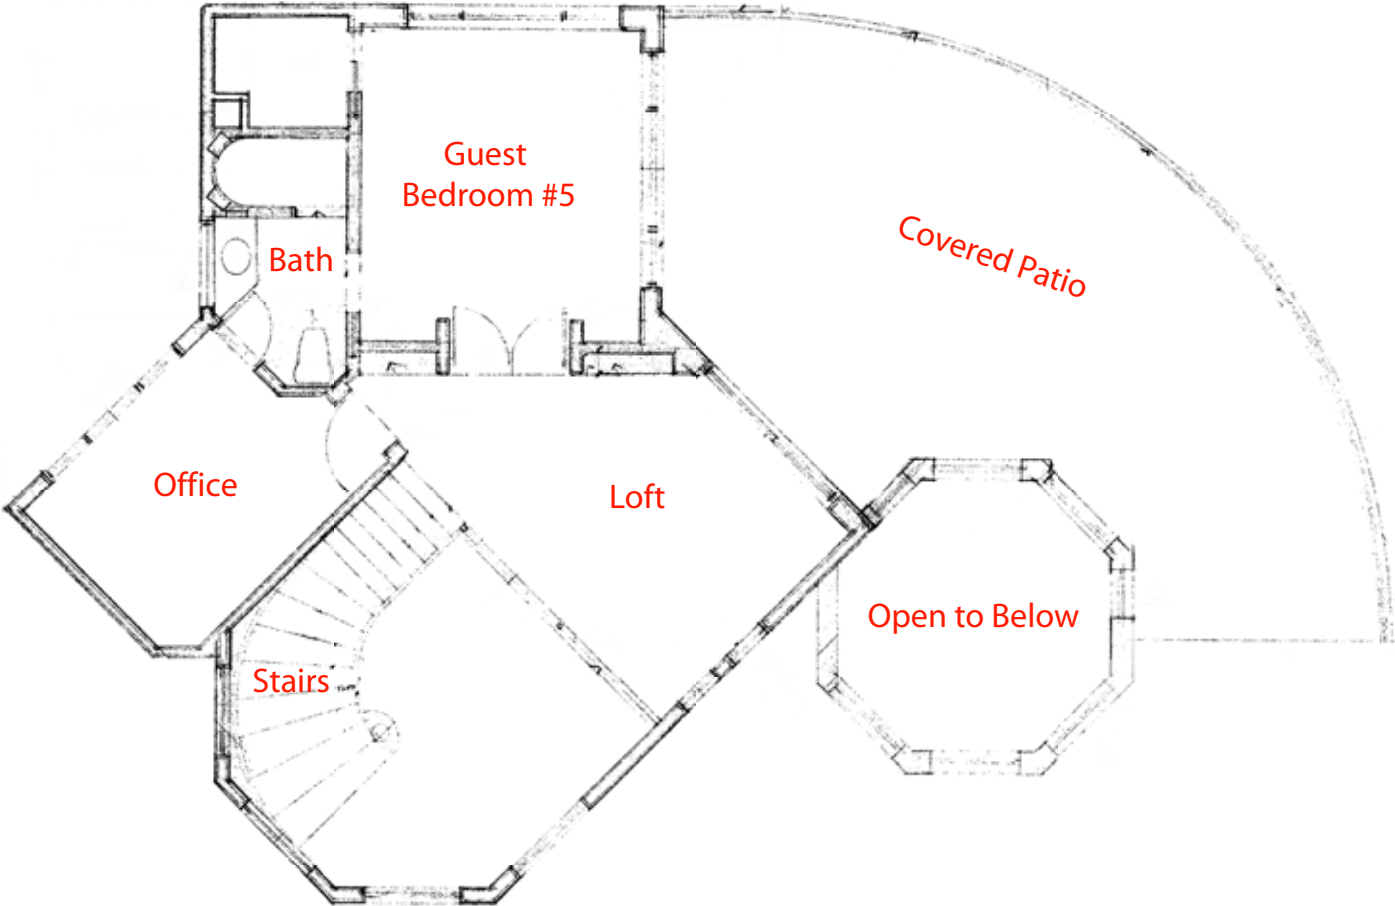 Guest
Bedroom #5
Covered Patio
Bath
Office
Loft
Open to Below
Stairs